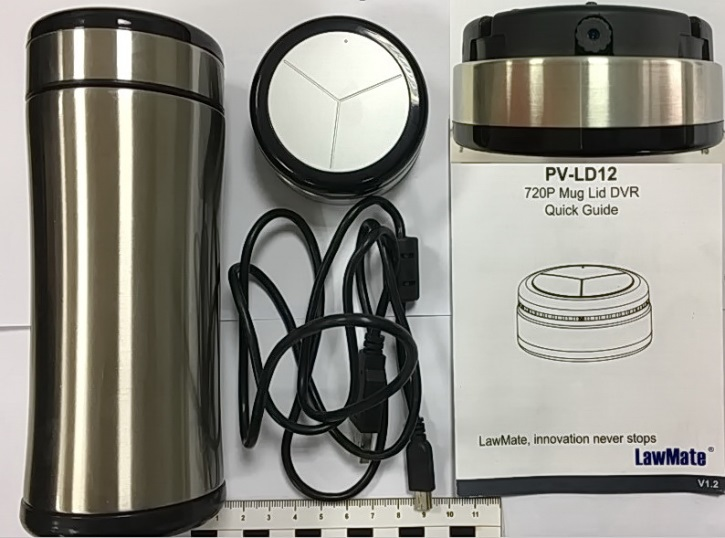 PV-LD12
720P Mug Lid DVR
Quick Guide
LawMate, innovation never stops
LawMate®
V1.2
1 2 3 4 5 6 7 8 9 10 11